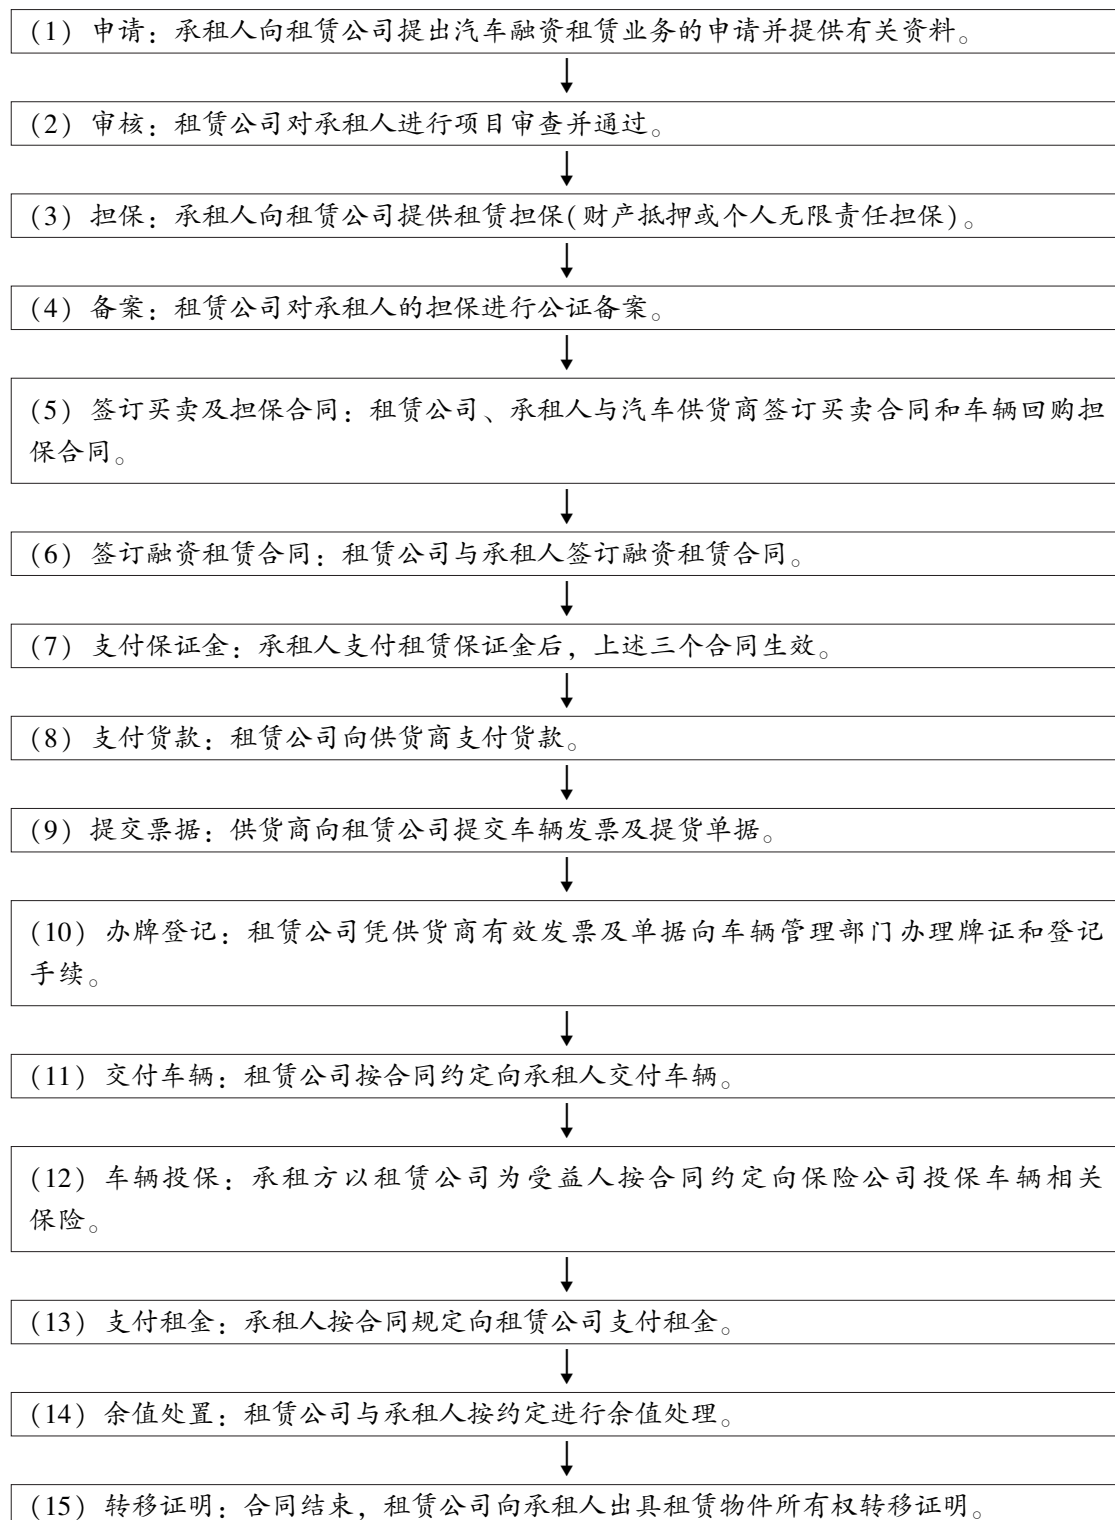 (1) 申请：承租人向租赁公司提出汽车融资租赁业务的申请并提供有关资料。
(2) 审核：租赁公司对承租人进行项目审查并通过。
(3) 担保：承租人向租赁公司提供租赁担保(财产抵押或个人无限责任担保)。
(4) 备案：租赁公司对承租人的担保进行公证备案。
(5) 签订买卖及担保合同：租赁公司、承租人与汽车供货商签订买卖合同和车辆回购担
保合同。
(6) 签订融资租赁合同：租赁公司与承租人签订融资租赁合同。
(7) 支付保证金：承租人支付租赁保证金后，上述三个合同生效。
(8) 支付货款：租赁公司向供货商支付货款。
(9) 提交票据：供货商向租赁公司提交车辆发票及提货单据。
(10) 办牌登记：租赁公司凭供货商有效发票及单据向车辆管理部门办理牌证和登记
手续。
(11) 交付车辆：租赁公司按合同约定向承租人交付车辆。
(12) 车辆投保：承租方以租赁公司为受益人按合同约定向保险公司投保车辆相关
保险。
(13) 支付租金：承租人按合同规定向租赁公司支付租金。
(14) 余值处置：租赁公司与承租人按约定进行余值处理。
(15) 转移证明：合同结束，租赁公司向承租人出具租赁物件所有权转移证明。